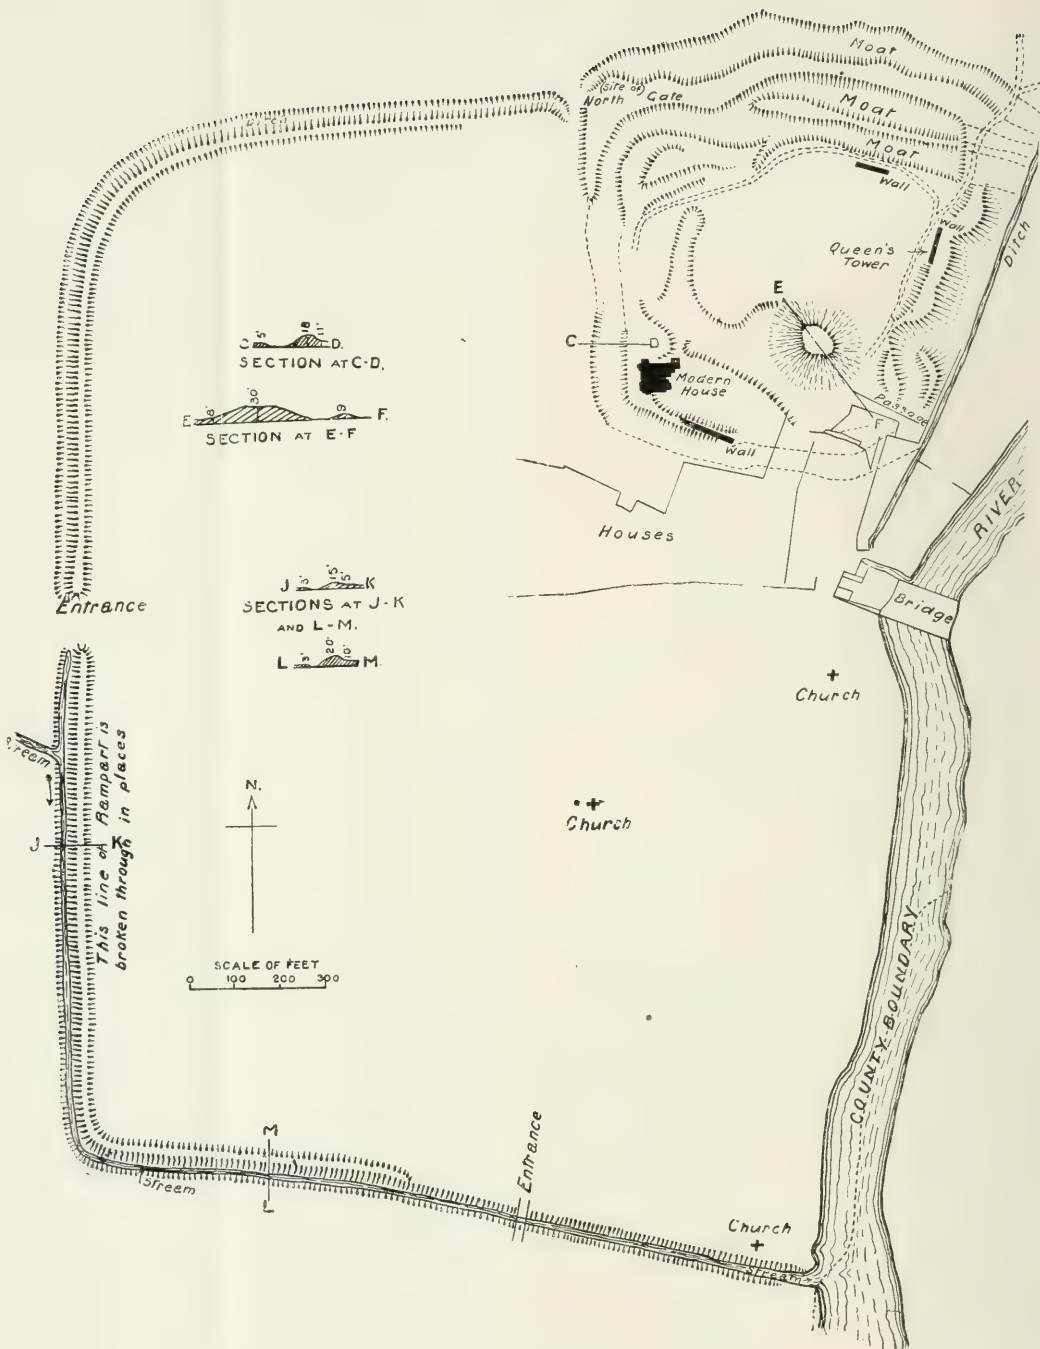 Moat
(site of)
North Gate
Moat
Ditch
Moat
Wall
Wall
Queen's
Tower
Ditch
E
C 5' 18 11' D.
SECTION AT C-D.
C
D
Modern
House
E 8' 30' 9 F.
SECTION AT E-F
Passage
F
Wall
RIVER
Houses
J 3' 15' 5' K
SECTIONS AT J-K
AND L-M.
L 3' 20' 10' M.
Entrance
Bridge
Church
Stream
This line of Rampart is
broken through in places
N.
Church
J
K
SCALE OF FEET
0 100 200 300
COUNTY BOUNDARY
M
L
Stream
Entrance
Church
Stream